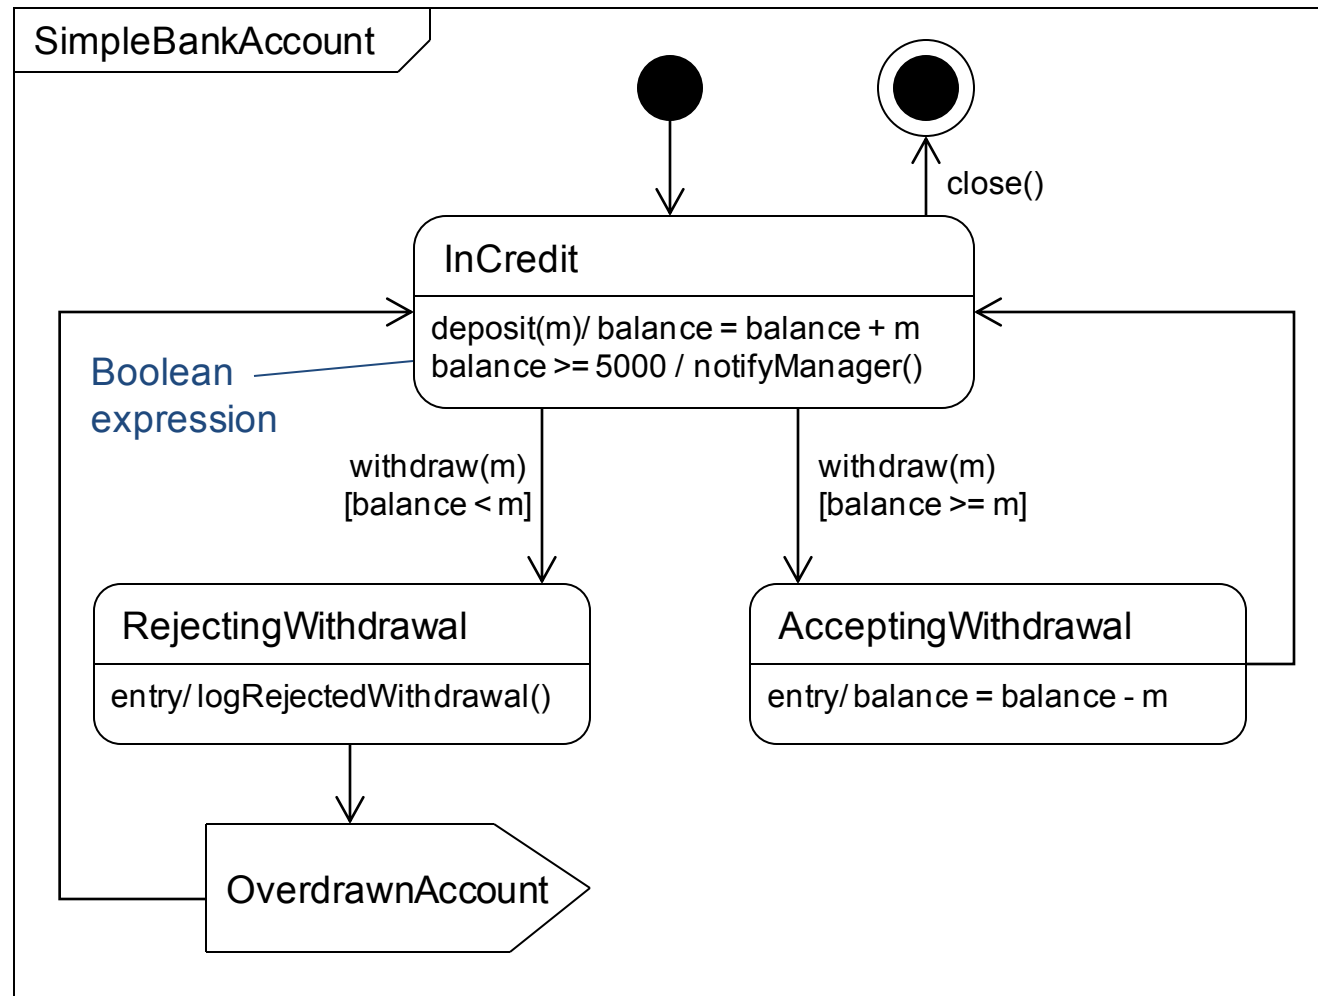 SimpleBankAccount
close()
InCredit
deposit(m)/ balance = balance + m
balance >= 5000 / notifyManager()
Boolean
expression
withdraw(m)
[balance < m]
withdraw(m)
[balance >= m]
RejectingWithdrawal
entry/ logRejectedWithdrawal()
AcceptingWithdrawal
entry/ balance = balance - m
OverdrawnAccount